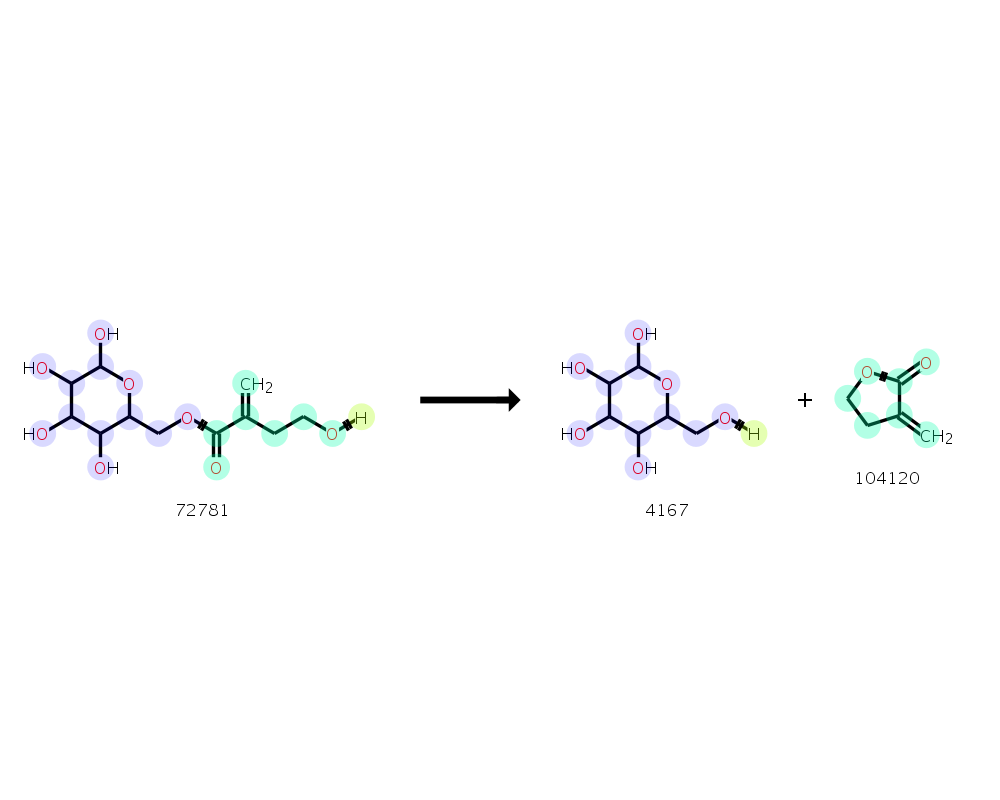 OH OH
HO O HO O O O
CH2
HO O O H HO O H CH2
OH O OH
72781 4167 104120
+